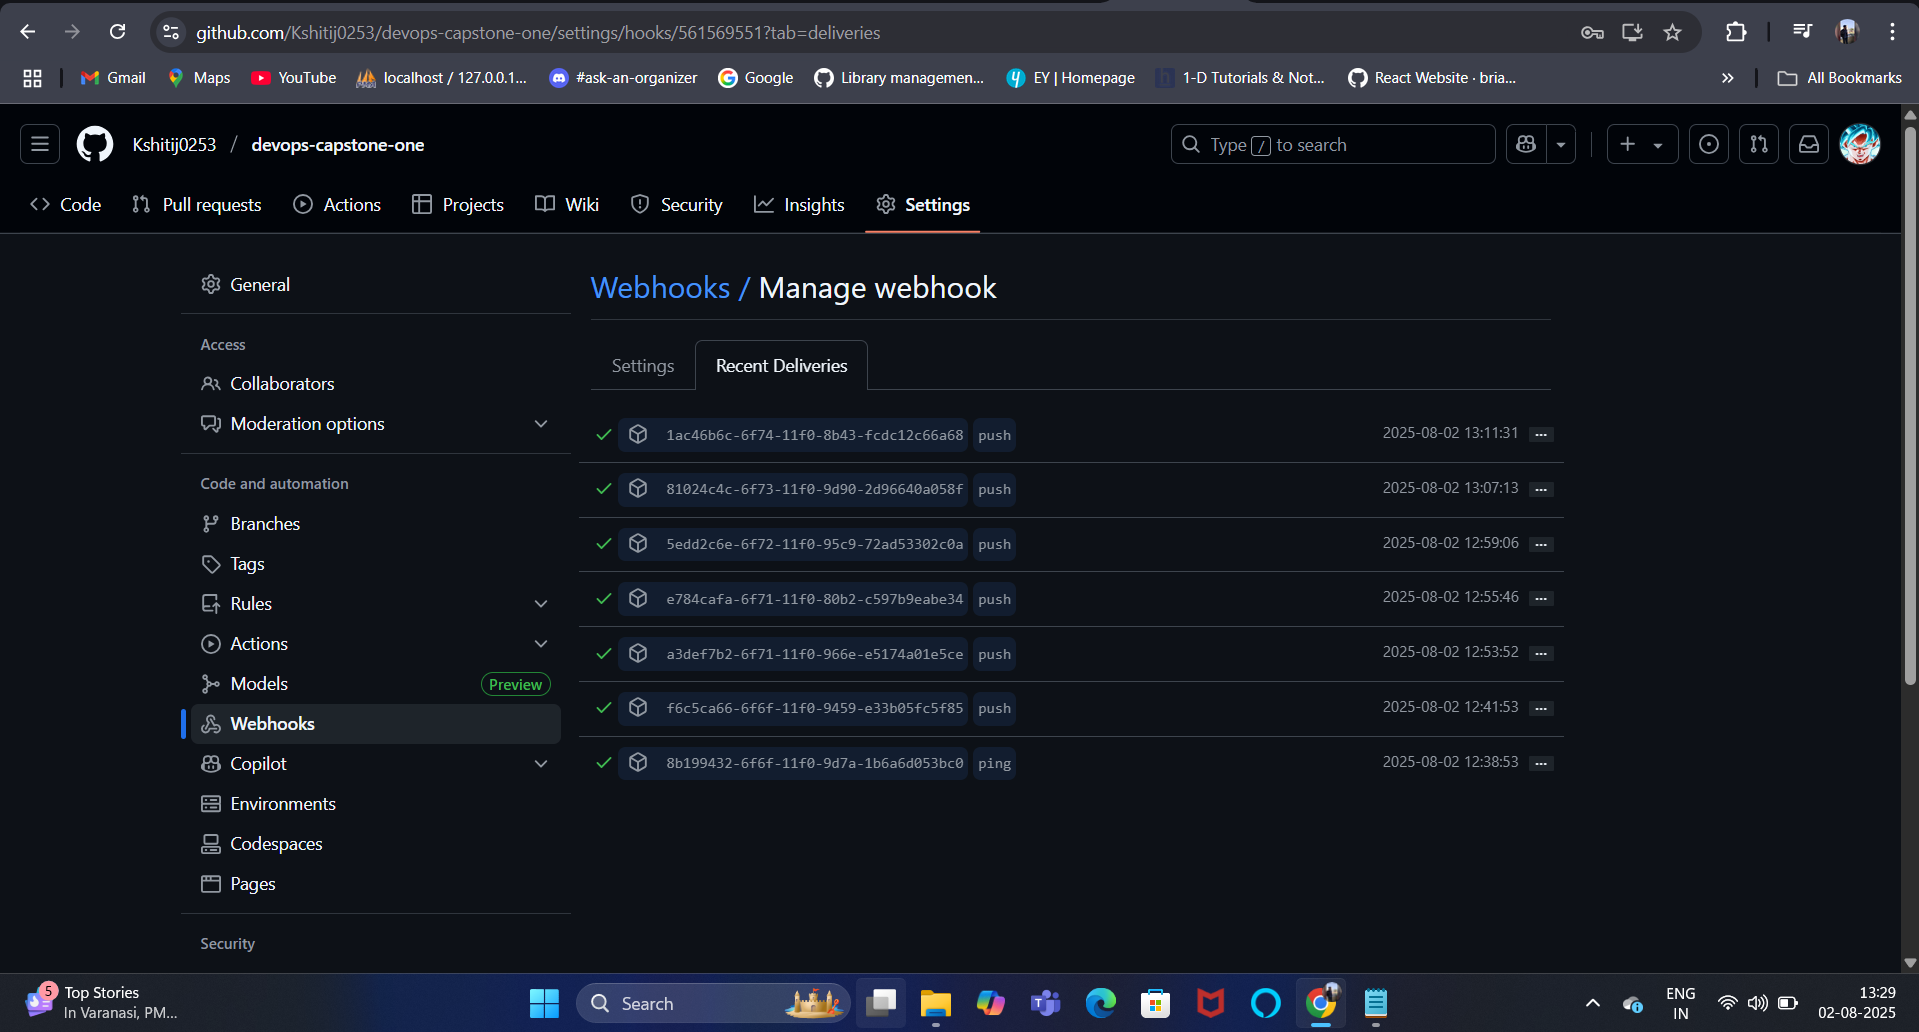 github.com/Kshitij0253/devops-capstone-one/settings/hooks/561569551?tab=deliveries
Gmail Maps YouTube localhost / 127.0.0.1... #ask-an-organizer Google Library managemen... EY | Homepage 1-D Tutorials & Not... React Website · bria... » All Bookmarks
Kshitij0253 / devops-capstone-one
Type / to search
Code Pull requests Actions Projects Wiki Security Insights Settings
General
Access
Collaborators
Moderation options
Code and automation
Branches
Tags
Rules
Actions
Models Preview
Webhooks
Copilot
Environments
Codespaces
Pages
Security
Webhooks / Manage webhook
Settings Recent Deliveries
1ac46b6c-6f74-11f0-8b43-fcdc12c66a68 push 2025-08-02 13:11:31 ...
81024c4c-6f73-11f0-9d90-2d96640a058f push 2025-08-02 13:07:13 ...
5edd2c6e-6f72-11f0-95c9-72ad53302c0a push 2025-08-02 12:59:06 ...
e784cafa-6f71-11f0-80b2-c597b9eabe34 push 2025-08-02 12:55:46 ...
a3def7b2-6f71-11f0-966e-e5174a01e5ce push 2025-08-02 12:53:52 ...
f6c5ca66-6f6f-11f0-9459-e33b05fc5f85 push 2025-08-02 12:41:53 ...
8b199432-6f6f-11f0-9d7a-1b6a6d053bc0 ping 2025-08-02 12:38:53 ...
5
Top Stories
In Varanasi, PM...
Search
ENG
IN
13:29
02-08-2025